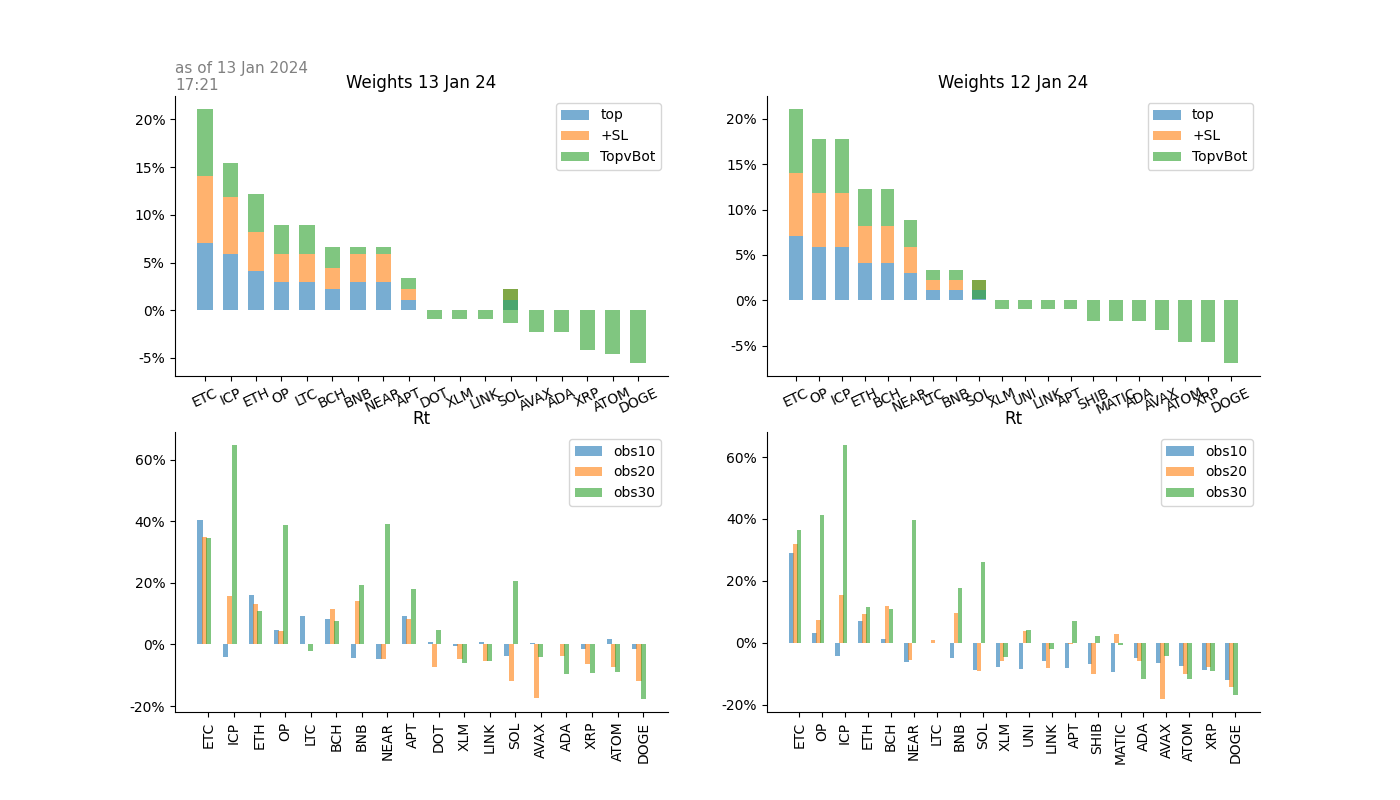 as of 13 Jan 2024
17:21
Weights 13 Jan 24
20%
15%
10%
5%
0%
-5%
top
+SL
TopvBot
ETC ICP ETH OP LTC BCH BNB NEAR APT DOT XLM LINK SOL AVAX ADA XRP ATOM DOGE
Weights 12 Jan 24
20%
15%
10%
5%
0%
-5%
top
+SL
TopvBot
ETC OP ICP ETH BCH NEAR LTC BNB SOL XLM UNI LINK APT SHIB MATIC ADA AVAX ATOM XRP DOGE
Rt
60%
40%
20%
0%
-20%
obs10
obs20
obs30
ETC ICP ETH OP LTC BCH BNB NEAR APT DOT XLM LINK SOL AVAX ADA XRP ATOM DOGE
Rt
60%
40%
20%
0%
-20%
obs10
obs20
obs30
ETC OP ICP ETH BCH NEAR LTC BNB SOL XLM UNI LINK APT SHIB MATIC ADA AVAX ATOM XRP DOGE